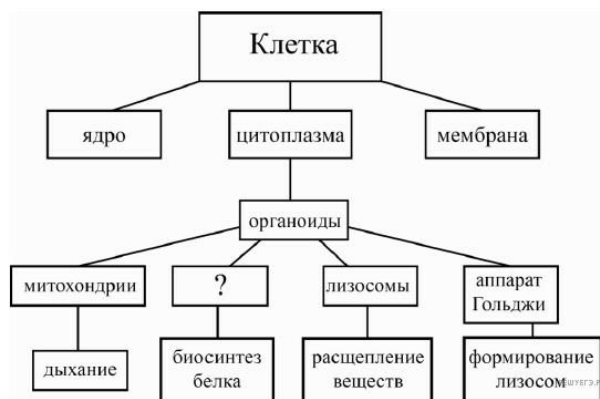 Клетка
ядро
цитоплазма
мембрана
органоиды
митохондрии
?
лизосомы
аппарат
Гольджи
дыхание
биосинтез
белка
расщепление
веществ
формирование
лизосом